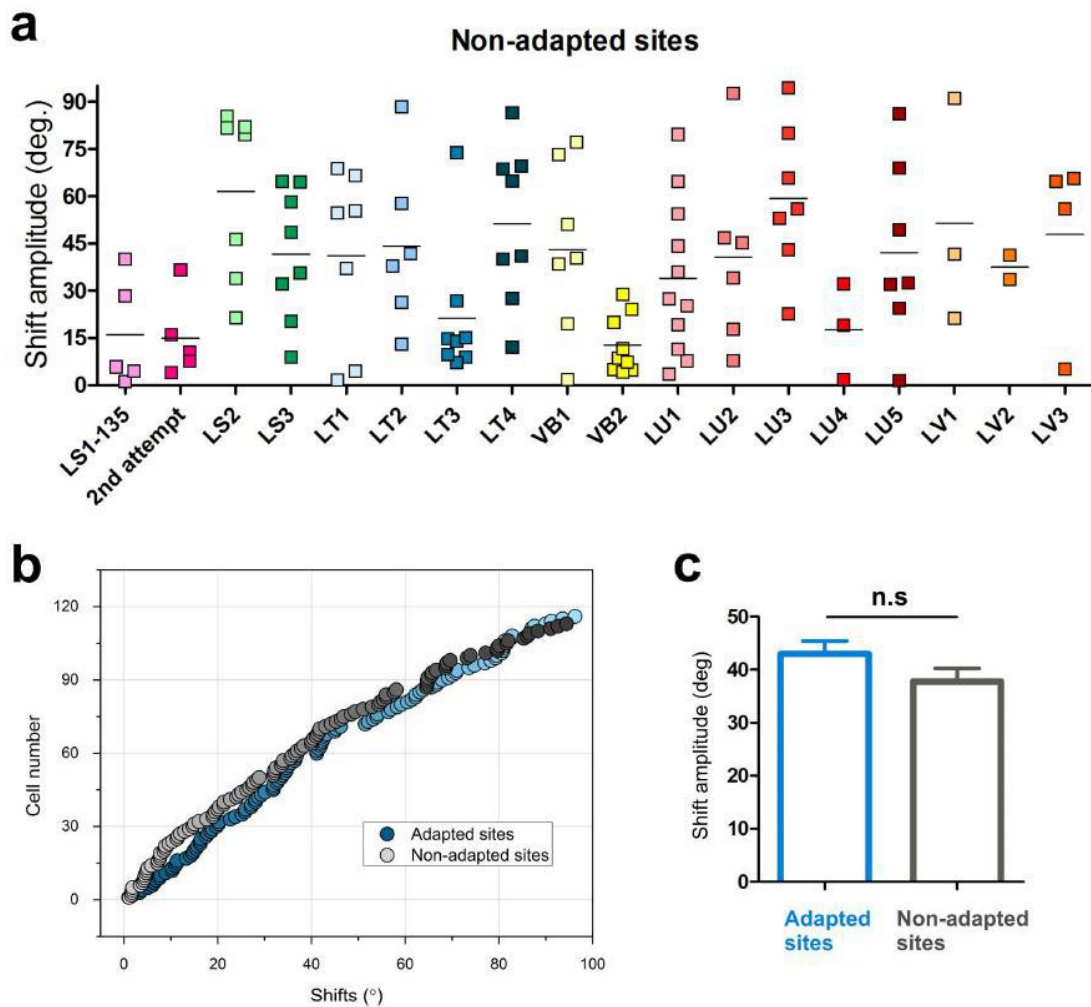 a
Non-adapted sites
Shift amplitude (deg.)
90
75
60
45
30
15
0
LS1-135
2nd attempt
LS2
LS3
LT1
LT2
LT3
LT4
VB1
VB2
LU1
LU2
LU3
LU4
LU5
LV1
LV2
LV3
b
Cell number
120
90
60
30
0
Adapted sites
Non-adapted sites
0
20
40
60
80
100
Shifts (°)
c
n.s
Shift amplitude (deg)
50
40
30
20
10
0
Adapted
sites
Non-adapted
sites